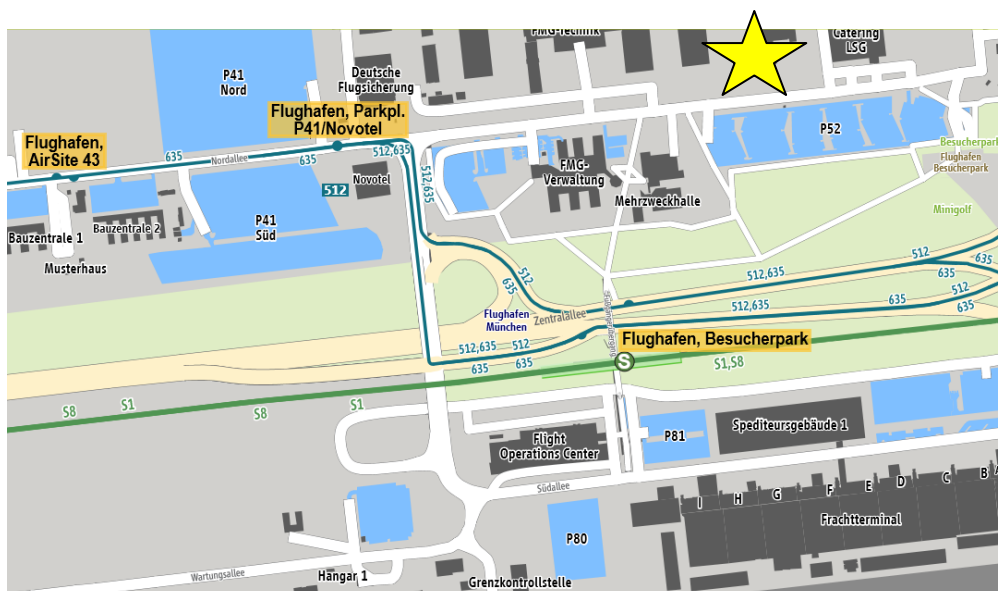 FMG-Technik
Catering
LSG
P41
Nord
Deutsche
Flugsicherung
Flughafen, Parkpl.
P41/Novotel
P52
Flughafen,
AirSite 43
635
Nordallee
635
512,635
512,635
512
Novotel
FMG-
Verwaltung
Mehrzweckhalle
Besucherpark
Flughafen
Besucherpark
Minigolf
Bauzentrale 1
Bauzentrale 2
Musterhaus
P41
Süd
512
635
512,635
512
635
635
512
Flughafen
München
Zentralallee
512,635
635
635
512,635
512
635
635
Flughafen, Besucherpark
S
S1,S8
S8
S1
S8
S1
P81
Spediteursgebäude 1
Flight
Operations Center
Südallee
I
H
G
F
E
D
C
B
A
Frachtterminal
P80
Wartungsallee
Hangar 1
Grenzkontrollstelle